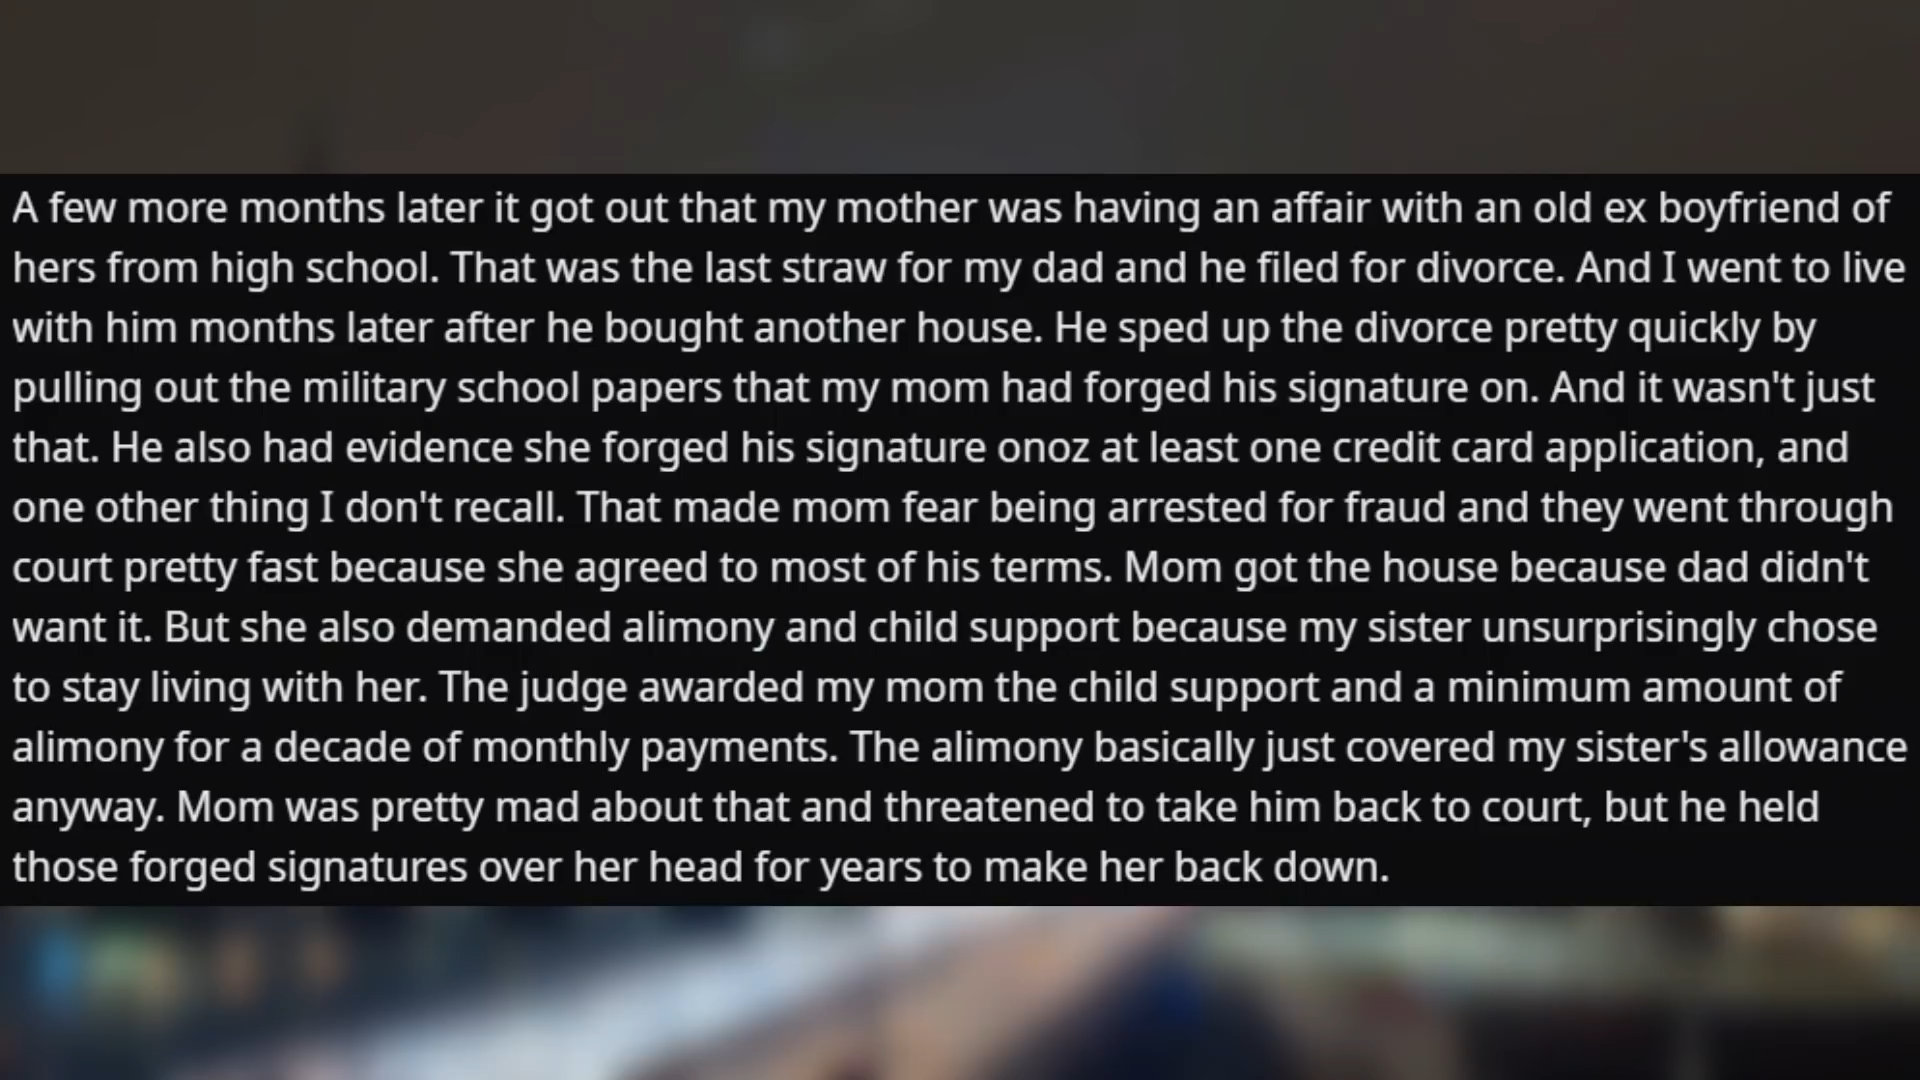 A few more months later it got out that my mother was having an affair with an old ex boyfriend of
hers from high school. That was the last straw for my dad and he filed for divorce. And I went to live
with him months later after he bought another house. He sped up the divorce pretty quickly by
pulling out the military school papers that my mom had forged his signature on. And it wasn't just
that. He also had evidence she forged his signature onoz at least one credit card application, and
one other thing I don't recall. That made mom fear being arrested for fraud and they went through
court pretty fast because she agreed to most of his terms. Mom got the house because dad didn't
want it. But she also demanded alimony and child support because my sister unsurprisingly chose
to stay living with her. The judge awarded my mom the child support and a minimum amount of
alimony for a decade of monthly payments. The alimony basically just covered my sister's allowance
anyway. Mom was pretty mad about that and threatened to take him back to court, but he held
those forged signatures over her head for years to make her back down.